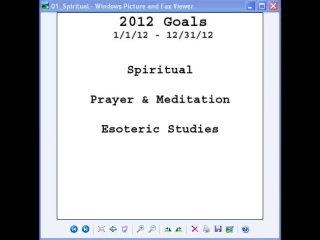 01_Spiritual - Windows Picture and Fax Viewer
2012 Goals
1/1/12 - 12/31/12
Spiritual
Prayer & Meditation
Esoteric Studies